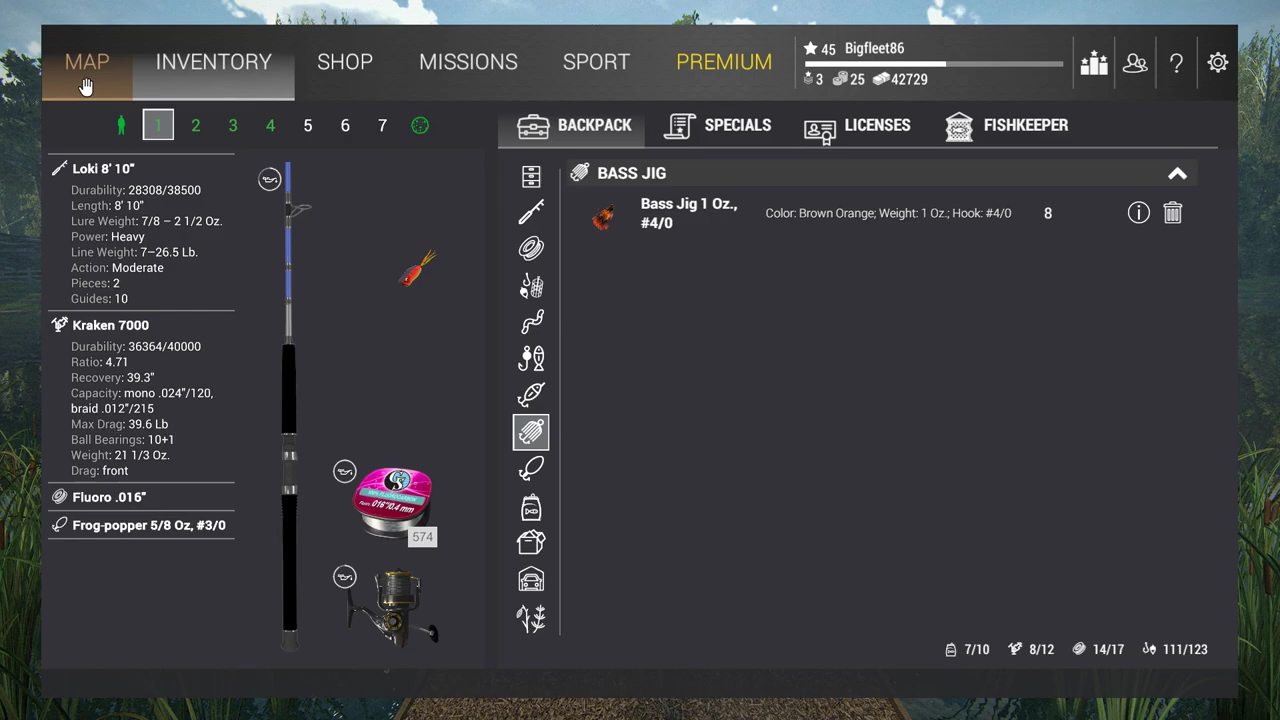 MAP INVENTORY SHOP MISSIONS SPORT PREMIUM
45 Bigfleet86
3 25 42729
1 2 3 4 5 6 7
BACKPACK SPECIALS LICENSES FISHKEEPER
Loki 8' 10"
Durability: 28308/38500
Length: 8' 10"
Lure Weight: 7/8 – 2 1/2 Oz.
Power: Heavy
Line Weight: 7–26.5 Lb.
Action: Moderate
Pieces: 2
Guides: 10
Kraken 7000
Durability: 36364/40000
Ratio: 4.71
Recovery: 39.3"
Capacity: mono .024"/120,
braid .012"/215
Max Drag: 39.6 Lb
Ball Bearings: 10+1
Weight: 21 1/3 Oz.
Drag: front
Fluoro .016"
Frog-popper 5/8 Oz, #3/0
100% FLUOROCARBON
.016"/0.4 mm
574
BASS JIG
Bass Jig 1 Oz.,
#4/0
Color: Brown Orange; Weight: 1 Oz.; Hook: #4/0
8
7/10 8/12 14/17 111/123